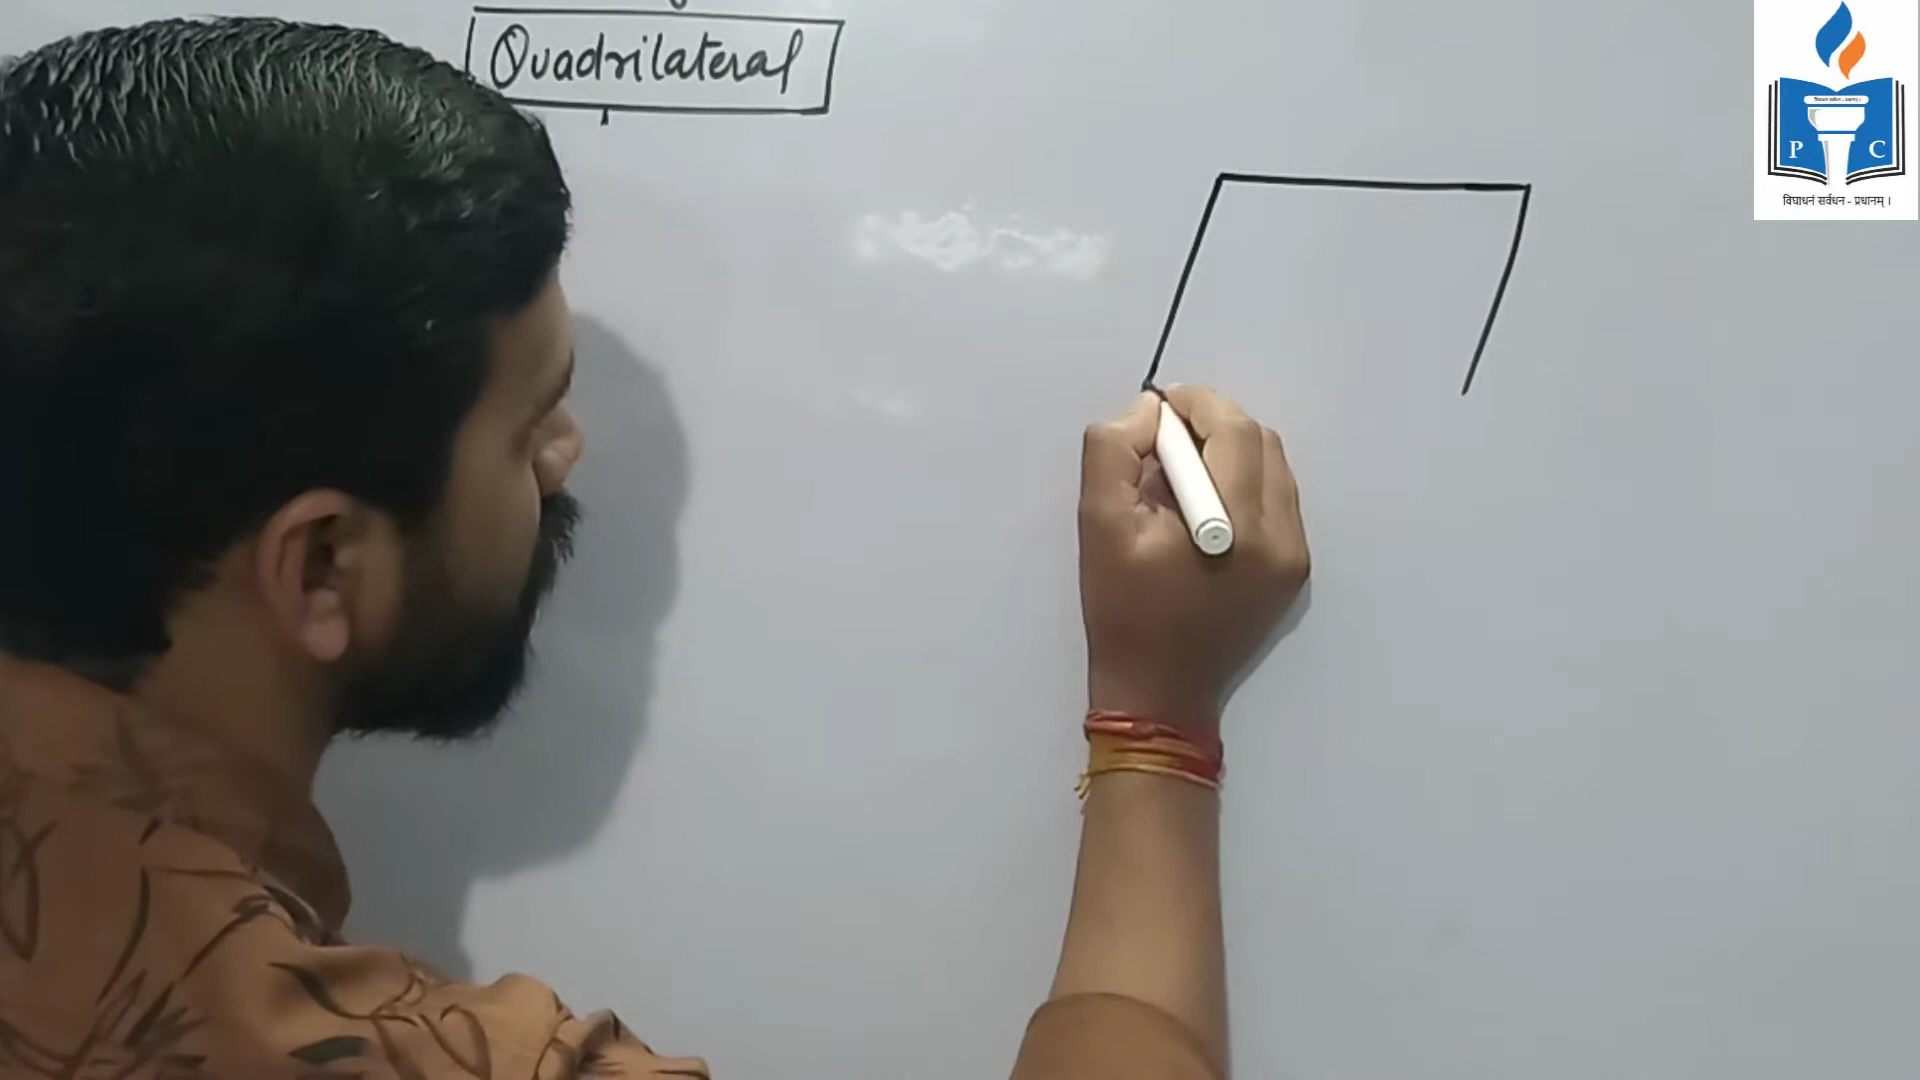 Quadrilateral
P C
विद्याधनं सर्वधन - प्रधानम् ।